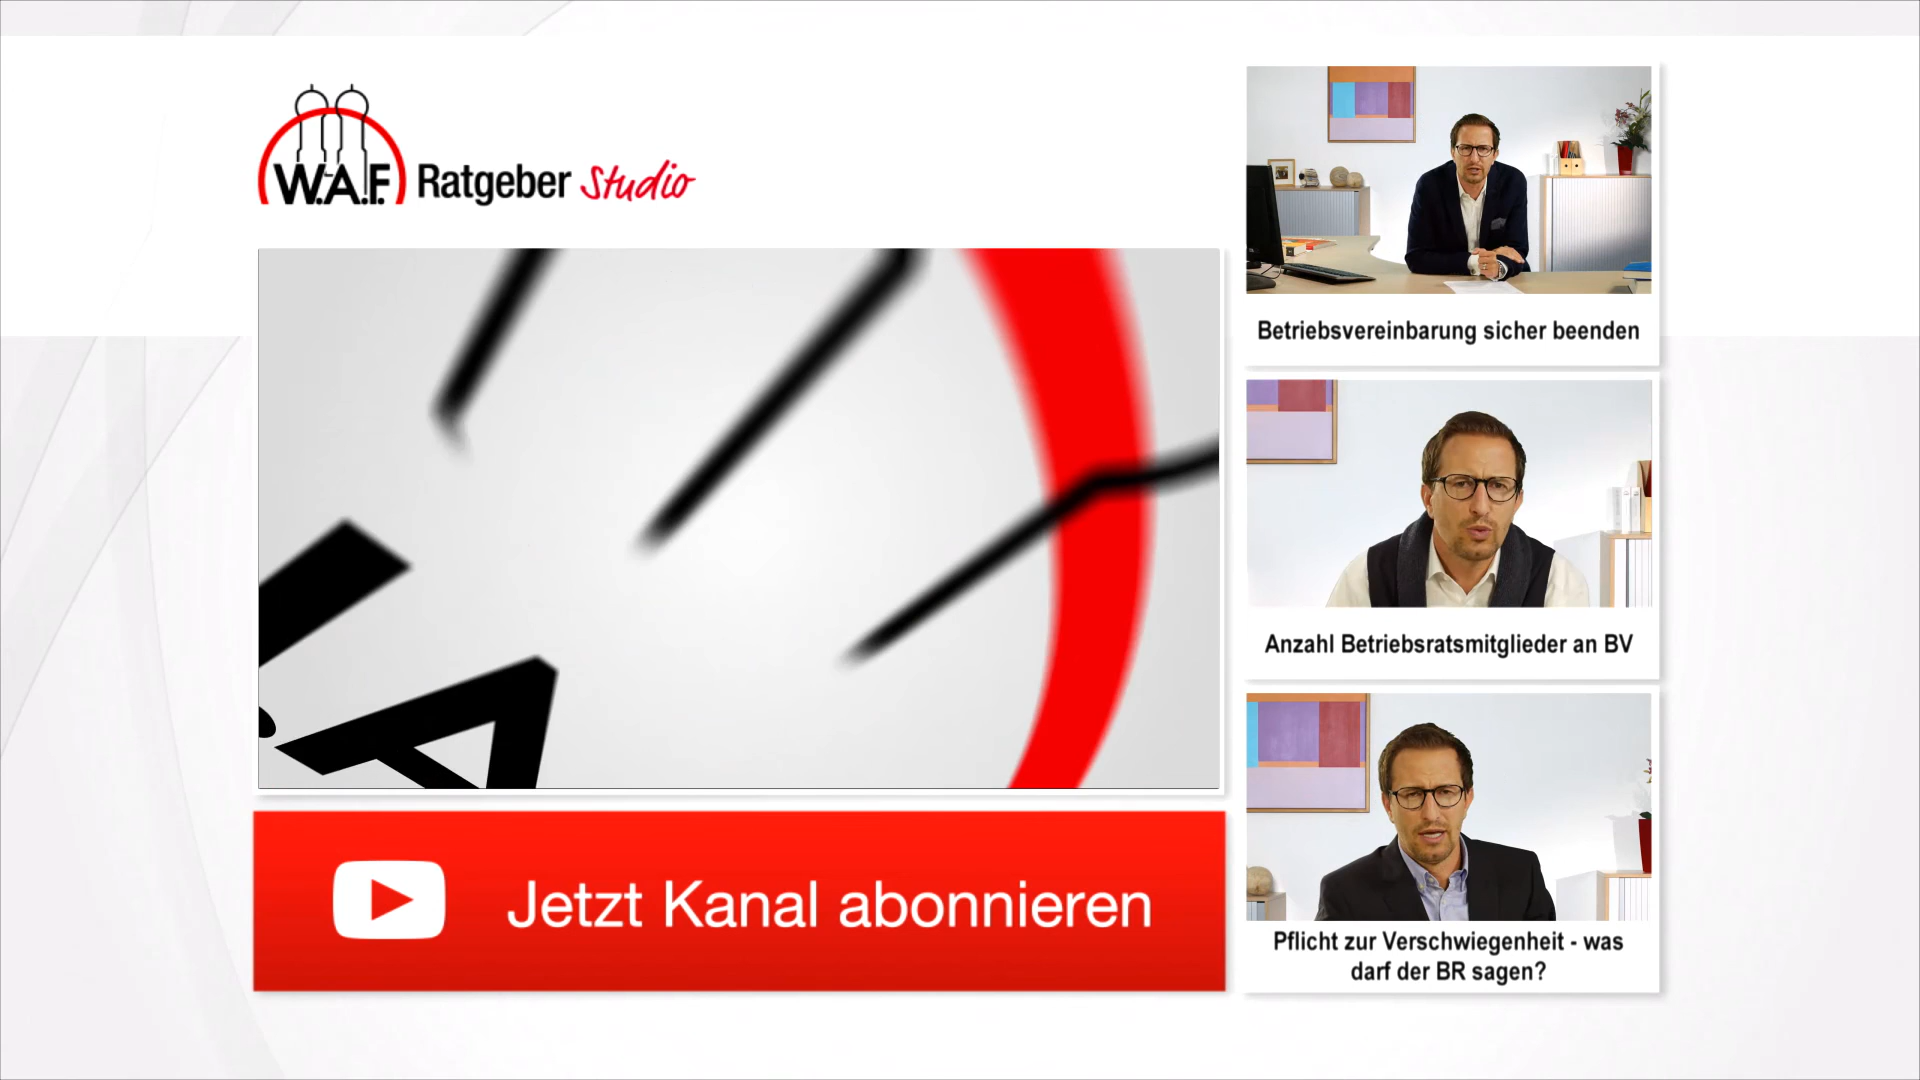 W.A.F. Ratgeber Studio
Betriebsvereinbarung sicher beenden
A
Anzahl Betriebsratsmitglieder an BV
Jetzt Kanal abonnieren
Pflicht zur Verschwiegenheit - was
darf der BR sagen?